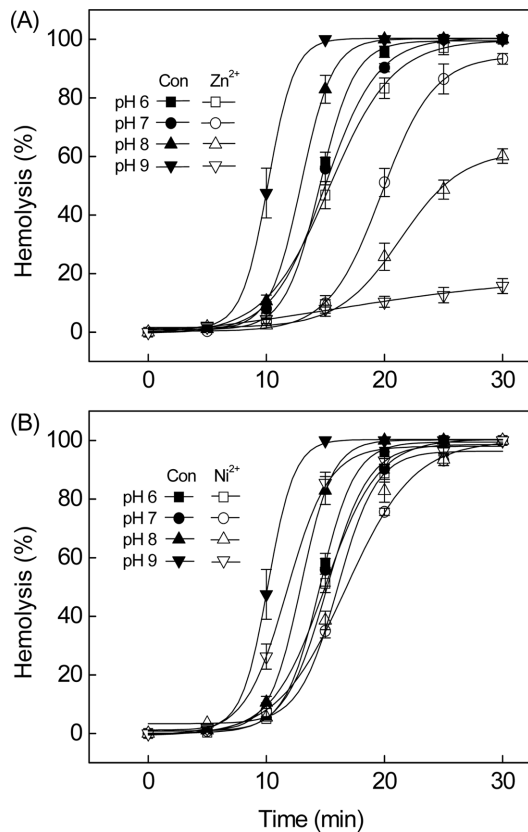 (A)
100
80
60
40
20
0
Hemolysis (%)
Con Zn²⁺
pH 6
pH 7
pH 8
pH 9
0 10 20 30
(B)
100
80
60
40
20
0
Hemolysis (%)
Con Ni²⁺
pH 6
pH 7
pH 8
pH 9
0 10 20 30
Time (min)